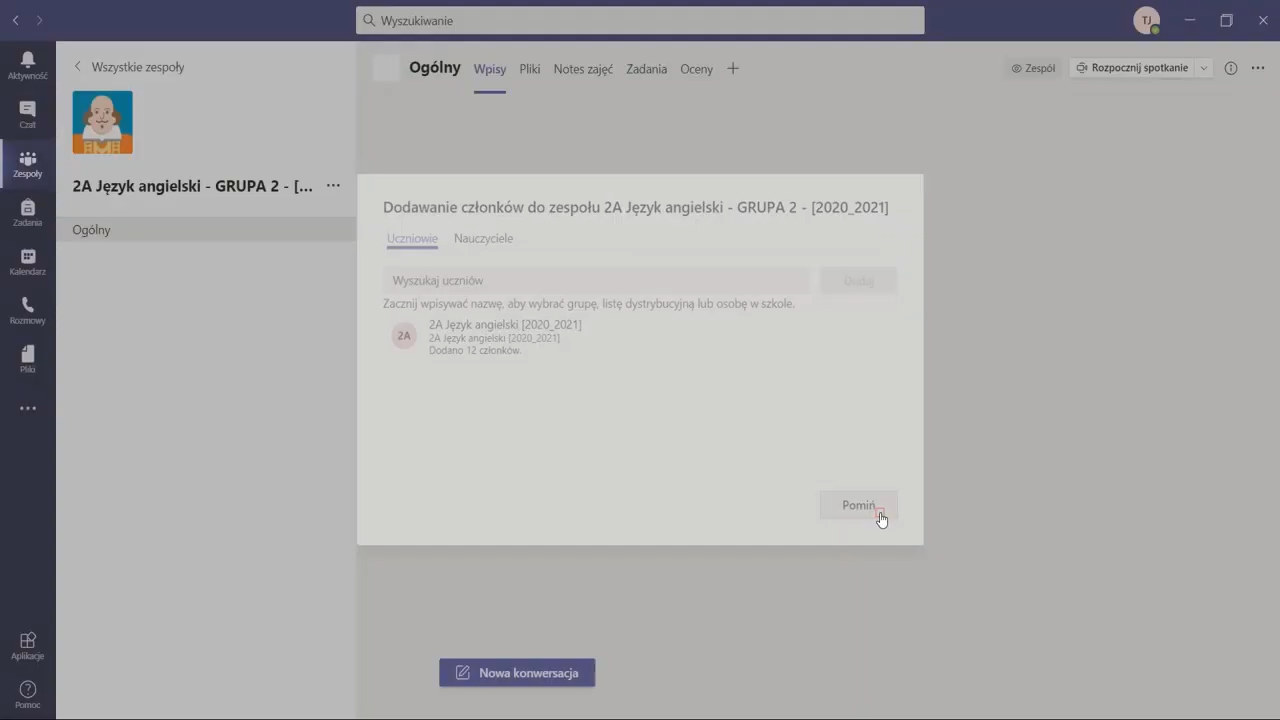 Wyszukiwanie
TJ
Aktywność
Czat
Zespoły
Zadania
Kalendarz
Rozmowy
Pliki
Aplikacje
Pomoc
Wszystkie zespoły
2A Język angielski - GRUPA 2 - [...
Ogólny
Ogólny Wpisy Pliki Notes zajęć Zadania Oceny
Zespół Rozpocznij spotkanie
Dodawanie członków do zespołu 2A Język angielski - GRUPA 2 - [2020_2021]
Uczniowie Nauczyciele
Wyszukaj uczniów Dodaj
Zacznij wpisywać nazwę, aby wybrać grupę, listę dystrybucyjną lub osobę w szkole.
2A
2A Język angielski [2020_2021]
2A Język angielski [2020_2021]
Dodano 12 członków.
Pomiń
Nowa konwersacja